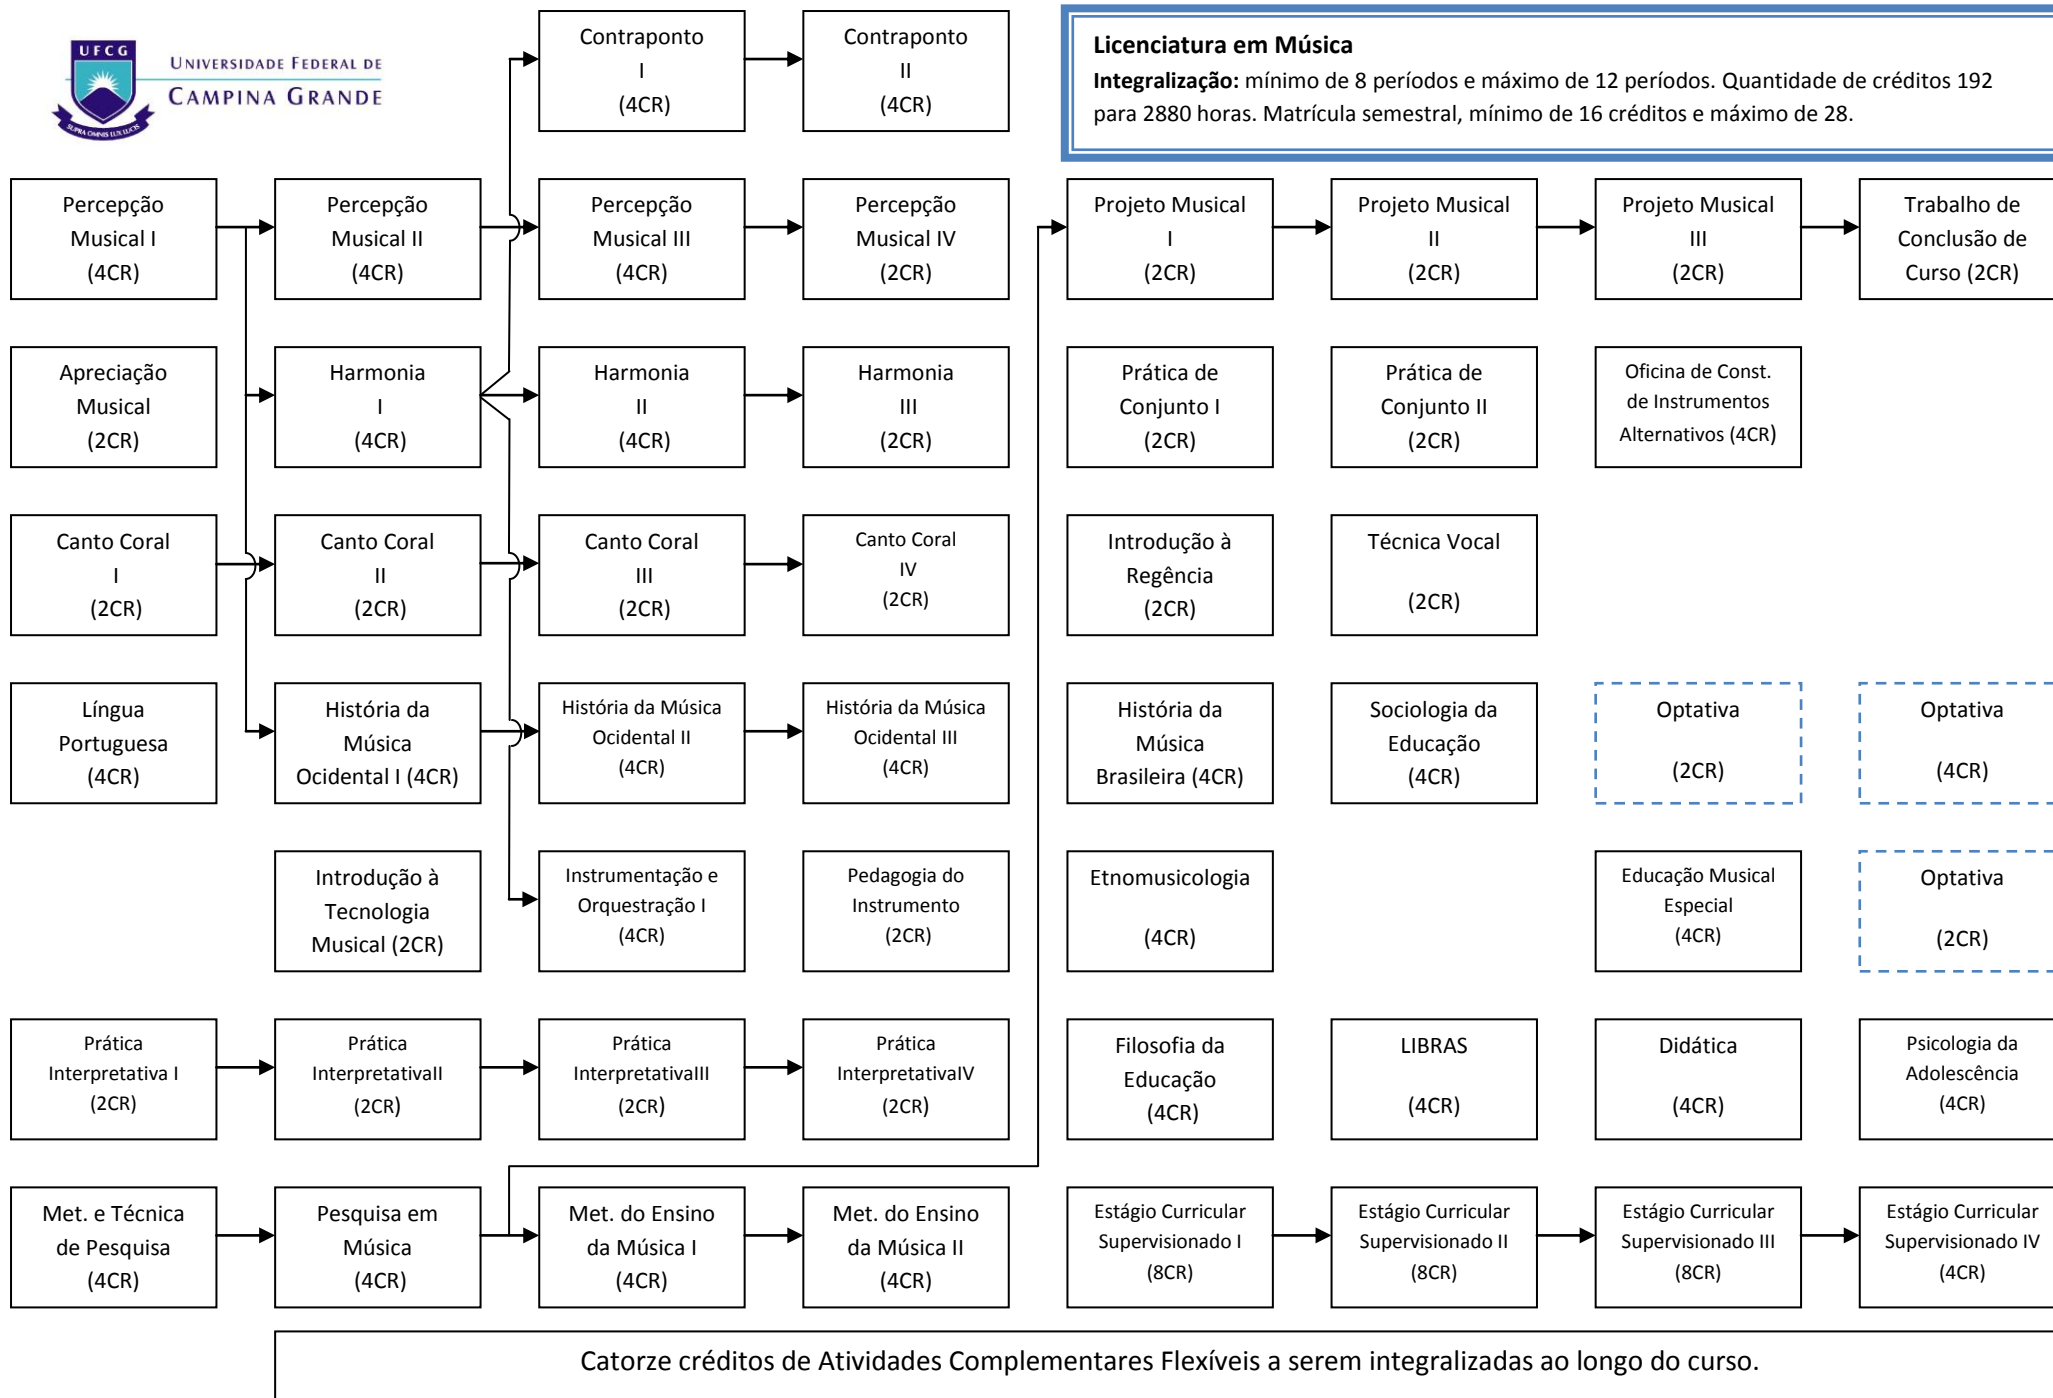 UFCG
SUPRA OMNES LUX LUCIS
UNIVERSIDADE FEDERAL DE
CAMPINA GRANDE
Contraponto
I
(4CR)
Contraponto
II
(4CR)
Licenciatura em Música
Integralização: mínimo de 8 períodos e máximo de 12 períodos. Quantidade de créditos 192
para 2880 horas. Matrícula semestral, mínimo de 16 créditos e máximo de 28.
Percepção
Musical I
(4CR)
Percepção
Musical II
(4CR)
Percepção
Musical III
(4CR)
Percepção
Musical IV
(2CR)
Projeto Musical
I
(2CR)
Projeto Musical
II
(2CR)
Projeto Musical
III
(2CR)
Trabalho de
Conclusão de
Curso (2CR)
Apreciação
Musical
(2CR)
Harmonia
I
(4CR)
Harmonia
II
(4CR)
Harmonia
III
(2CR)
Prática de
Conjunto I
(2CR)
Prática de
Conjunto II
(2CR)
Oficina de Const.
de Instrumentos
Alternativos (4CR)
Canto Coral
I
(2CR)
Canto Coral
II
(2CR)
Canto Coral
III
(2CR)
Canto Coral
IV
(2CR)
Introdução à
Regência
(2CR)
Técnica Vocal
(2CR)
Língua
Portuguesa
(4CR)
História da
Música
Ocidental I (4CR)
História da Música
Ocidental II
(4CR)
História da Música
Ocidental III
(4CR)
História da
Música
Brasileira (4CR)
Sociologia da
Educação
(4CR)
Optativa
(2CR)
Optativa
(4CR)
Introdução à
Tecnologia
Musical (2CR)
Instrumentação e
Orquestração I
(4CR)
Pedagogia do
Instrumento
(2CR)
Etnomusicologia
(4CR)
Educação Musical
Especial
(4CR)
Optativa
(2CR)
Prática
Interpretativa I
(2CR)
Prática
InterpretativaII
(2CR)
Prática
InterpretativaIII
(2CR)
Prática
InterpretativaIV
(2CR)
Filosofia da
Educação
(4CR)
LIBRAS
(4CR)
Didática
(4CR)
Psicologia da
Adolescência
(4CR)
Met. e Técnica
de Pesquisa
(4CR)
Pesquisa em
Música
(4CR)
Met. do Ensino
da Música I
(4CR)
Met. do Ensino
da Música II
(4CR)
Estágio Curricular
Supervisionado I
(8CR)
Estágio Curricular
Supervisionado II
(8CR)
Estágio Curricular
Supervisionado III
(8CR)
Estágio Curricular
Supervisionado IV
(4CR)
Catorze créditos de Atividades Complementares Flexíveis a serem integralizadas ao longo do curso.